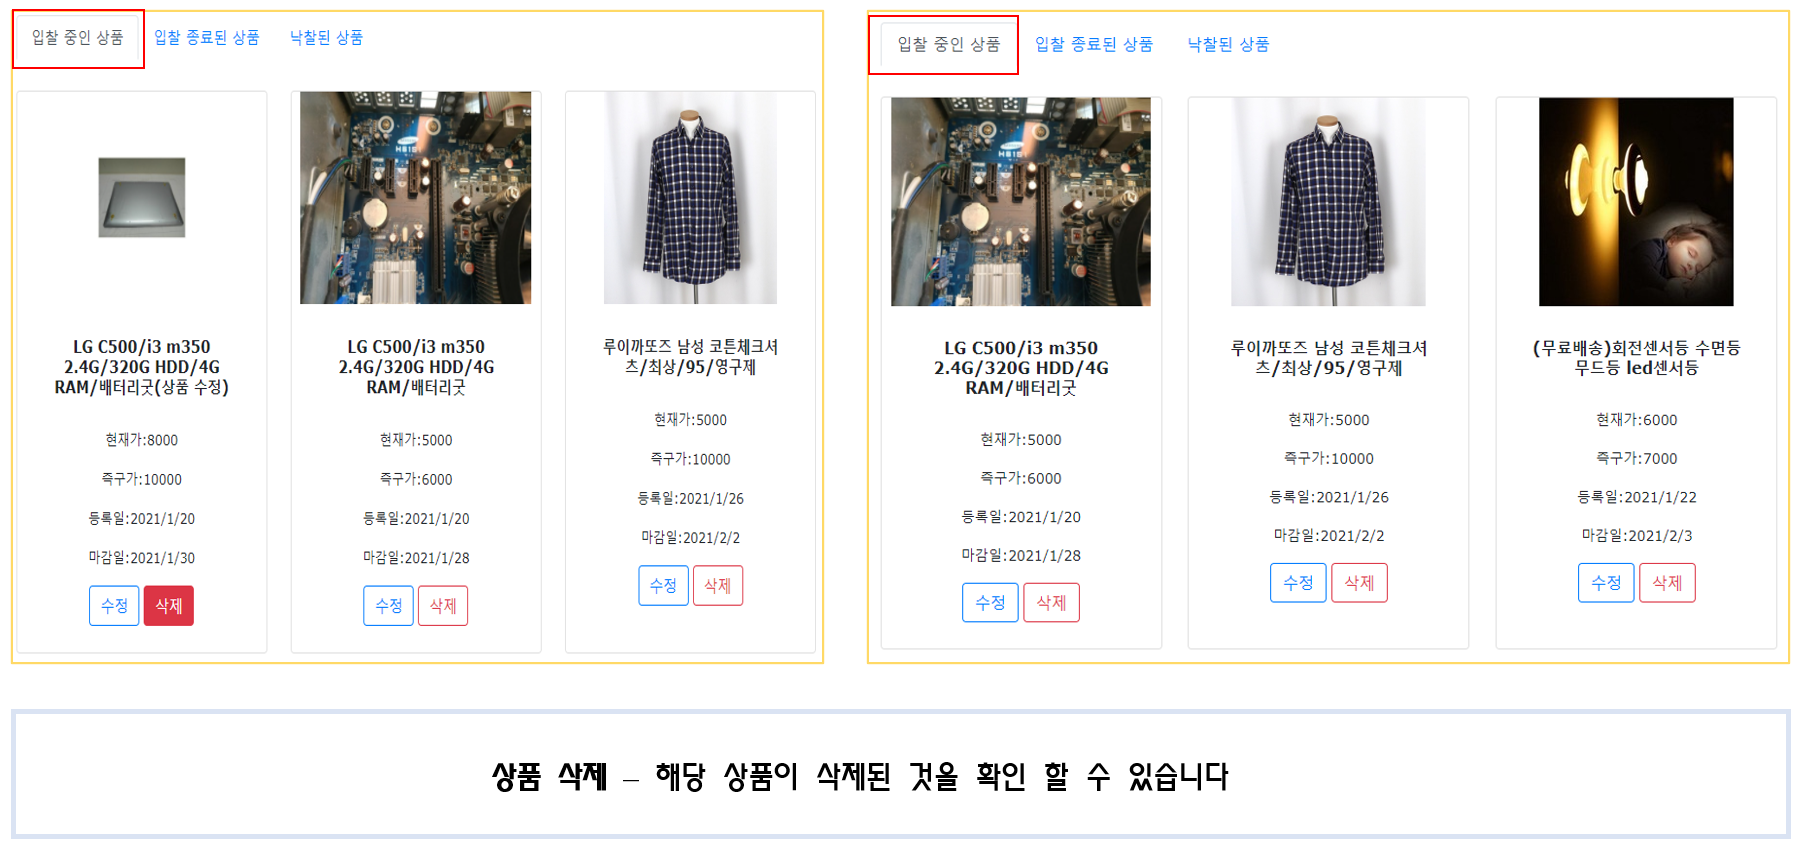 입찰 중인 상품 입찰 종료된 상품 낙찰된 상품
LG C500/i3 m350
2.4G/320G HDD/4G
RAM/배터리굿(상품 수정)
현재가:8000
즉구가:10000
등록일:2021/1/20
마감일:2021/1/30
수정 삭제
LG C500/i3 m350
2.4G/320G HDD/4G
RAM/배터리굿
현재가:5000
즉구가:6000
등록일:2021/1/20
마감일:2021/1/28
수정 삭제
루이까또즈 남성 코튼체크셔
츠/최상/95/영구제
현재가:5000
즉구가:10000
등록일:2021/1/26
마감일:2021/2/2
수정 삭제
입찰 중인 상품 입찰 종료된 상품 낙찰된 상품
LG C500/i3 m350
2.4G/320G HDD/4G
RAM/배터리굿
현재가:5000
즉구가:6000
등록일:2021/1/20
마감일:2021/1/28
수정 삭제
루이까또즈 남성 코튼체크셔
츠/최상/95/영구제
현재가:5000
즉구가:10000
등록일:2021/1/26
마감일:2021/2/2
수정 삭제
(무료배송)회전센서등 수면등
무드등 led센서등
현재가:6000
즉구가:7000
등록일:2021/1/22
마감일:2021/2/3
수정 삭제
상품 삭제 – 해당 상품이 삭제된 것을 확인 할 수 있습니다